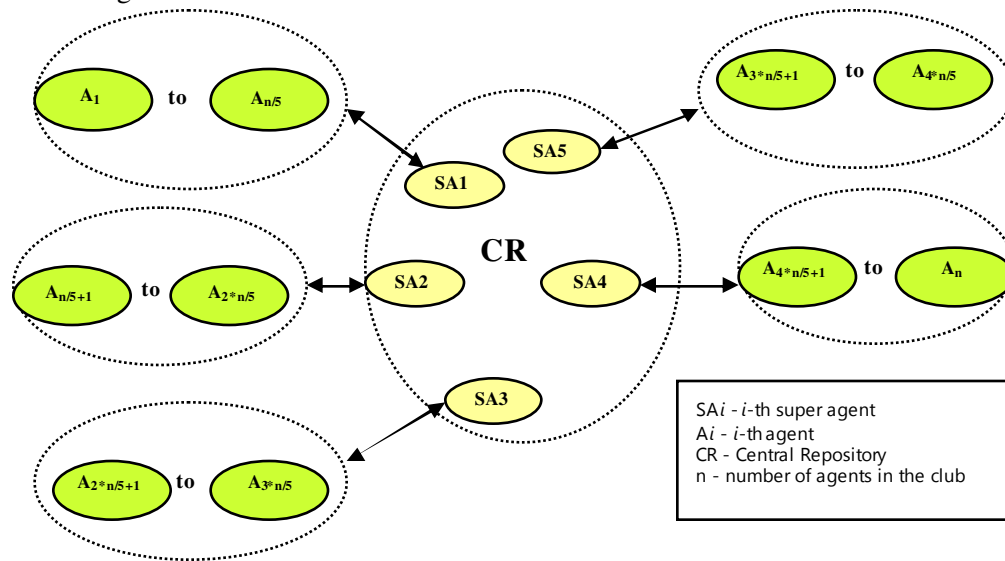 A1 to An/5
A3*n/5+1 to A4*n/5
SA5
SA1
CR
An/5+1 to A2*n/5
SA2
SA4
A4*n/5+1 to An
SA3
A2*n/5+1 to A3*n/5
SAi - i-th super agent
Ai - i-th agent
CR - Central Repository
n - number of agents in the club